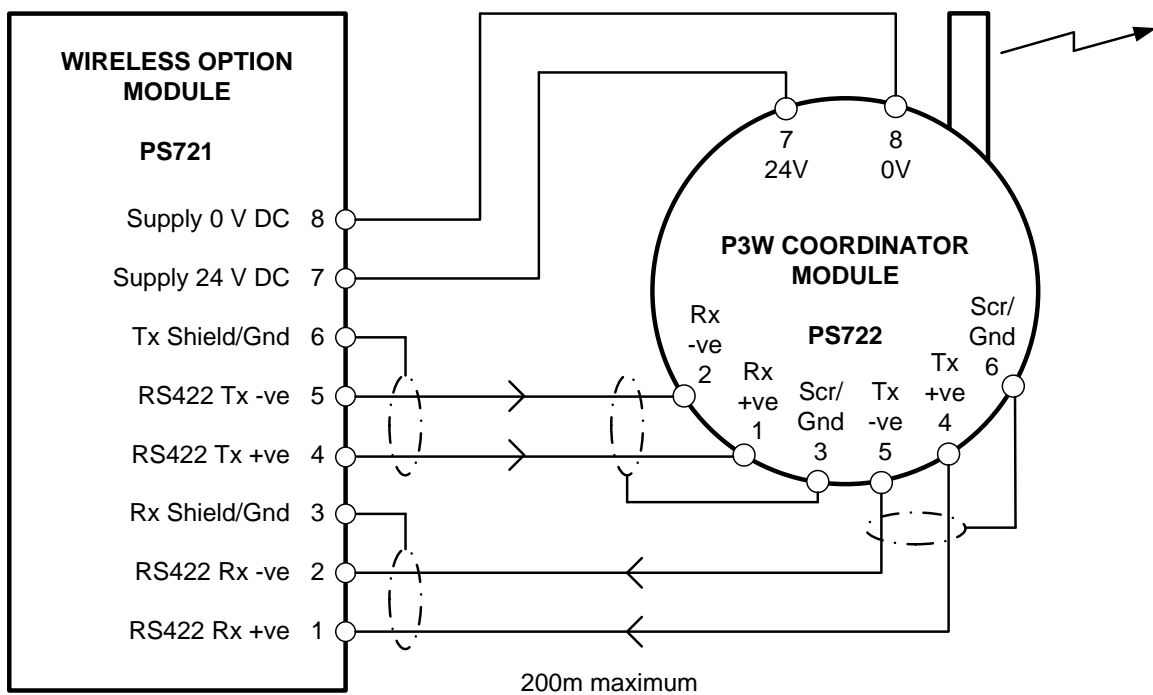 WIRELESS OPTION
MODULE
PS721
Supply 0 V DC 8
Supply 24 V DC 7
Tx Shield/Gnd 6
RS422 Tx -ve 5
RS422 Tx +ve 4
Rx Shield/Gnd 3
RS422 Rx -ve 2
RS422 Rx +ve 1
7
24V
8
0V
P3W COORDINATOR
MODULE
PS722
Rx
-ve
2
Rx
+ve
1
Scr/
Gnd
3
Tx
-ve
5
Tx
+ve
4
Scr/
Gnd
6
200m maximum